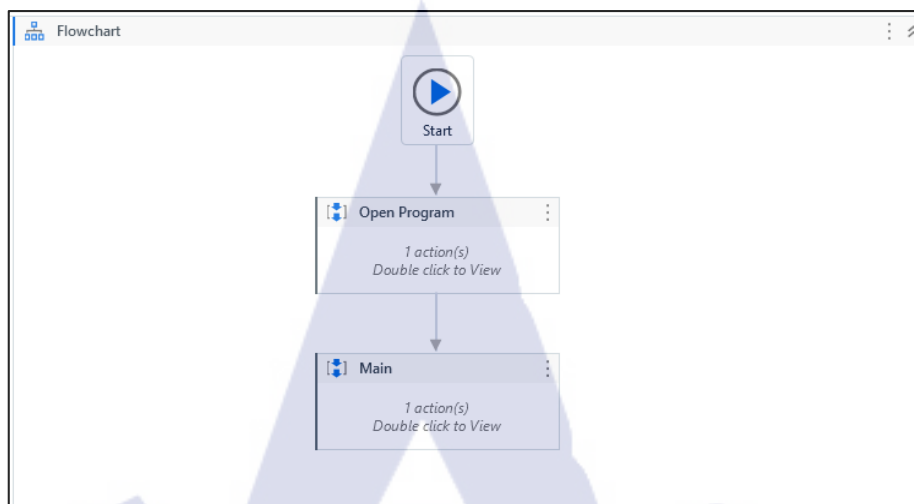 Flowchart
Start
Open Program
1 action(s)
Double click to View
Main
1 action(s)
Double click to View